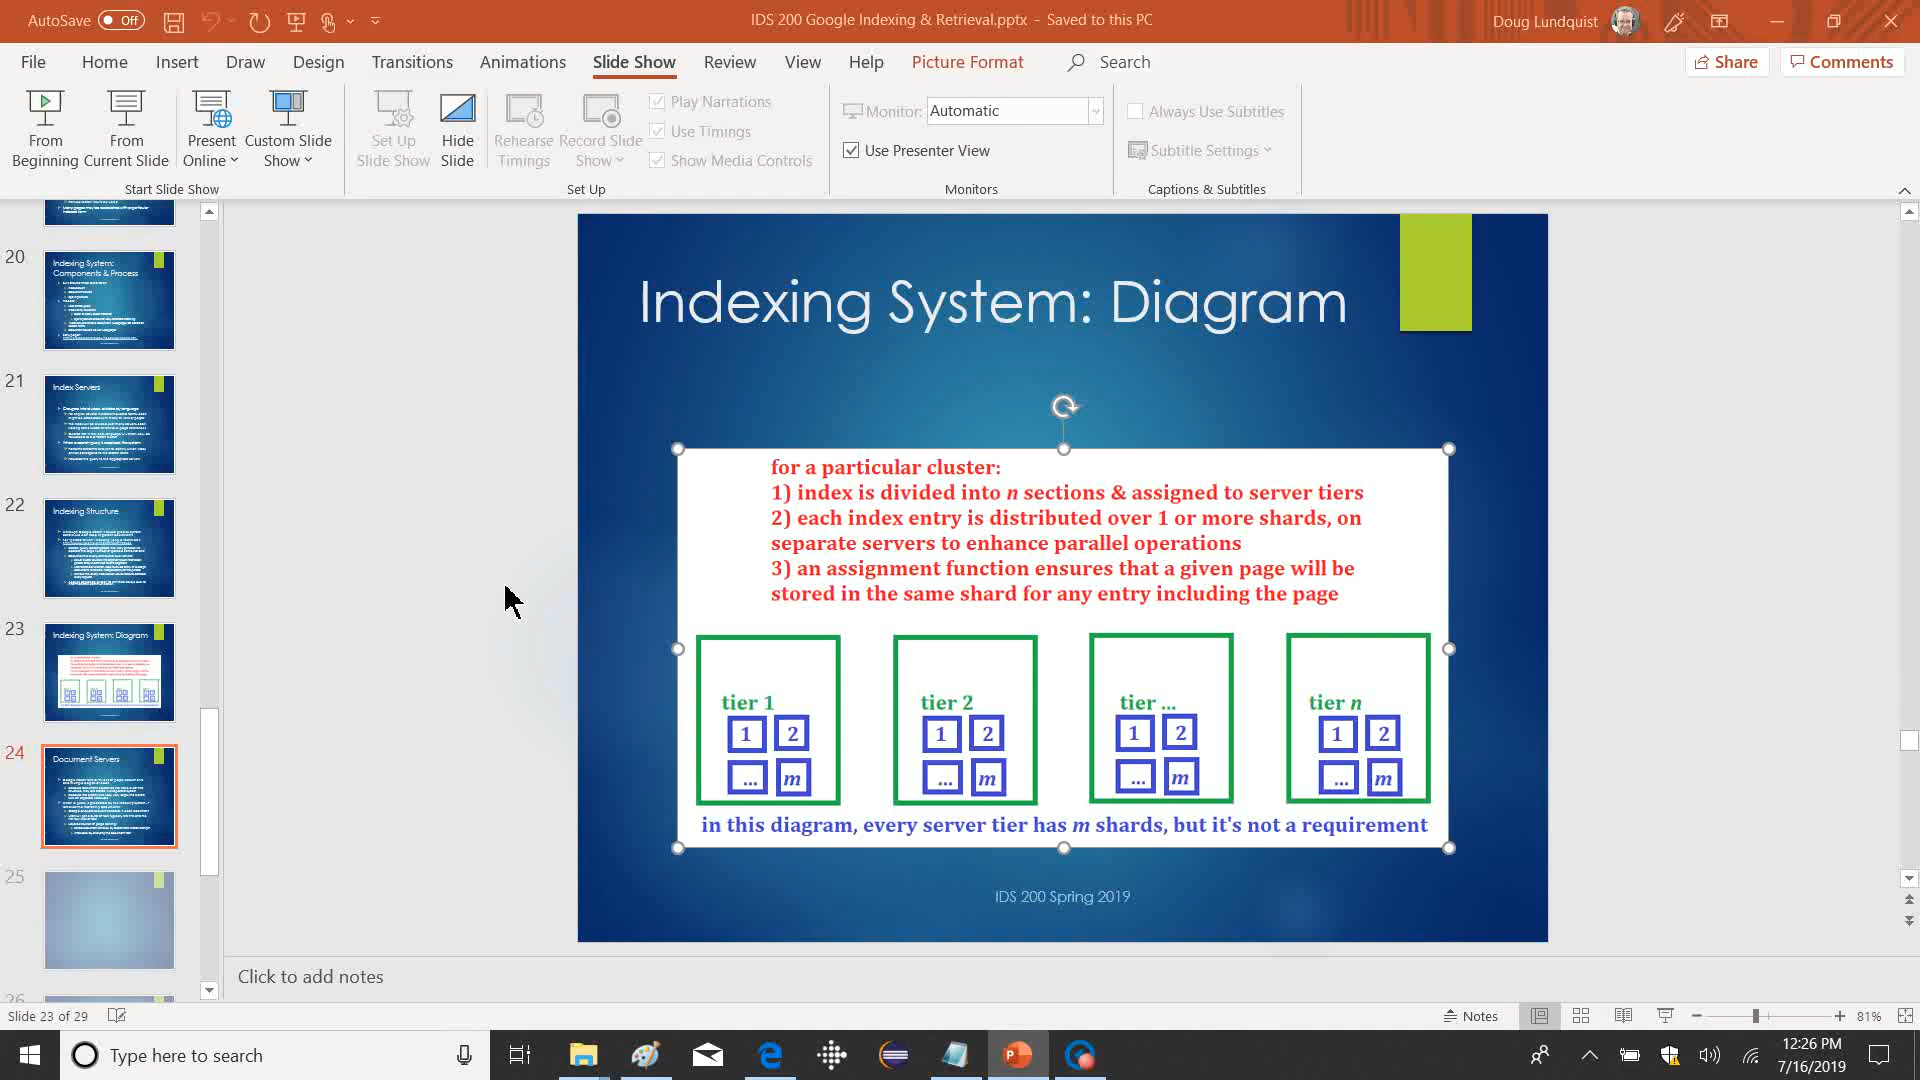 AutoSave Off
IDS 200 Google Indexing & Retrieval.pptx - Saved to this PC
Doug Lundquist
File Home Insert Draw Design Transitions Animations Slide Show Review View Help Picture Format Search
Share Comments
From Beginning
From Current Slide
Present Online
Custom Slide Show
Start Slide Show
Set Up Slide Show
Hide Slide
Rehearse Timings
Record Slide Show
Play Narrations
Use Timings
Show Media Controls
Set Up
Monitor: Automatic
Use Presenter View
Monitors
Always Use Subtitles
Subtitle Settings
Captions & Subtitles
20
Indexing System:
Components & Process
21
Index Servers
22
Indexing Structure
23
Indexing System: Diagram
24
Document Servers
25
26
Indexing System: Diagram
for a particular cluster:
1) index is divided into n sections & assigned to server tiers
2) each index entry is distributed over 1 or more shards, on
separate servers to enhance parallel operations
3) an assignment function ensures that a given page will be
stored in the same shard for any entry including the page
tier 1
1 2
... m
tier 2
1 2
... m
tier ...
1 2
... m
tier n
1 2
... m
in this diagram, every server tier has m shards, but it's not a requirement
IDS 200 Spring 2019
Click to add notes
Slide 23 of 29
Notes
81%
Type here to search
12:26 PM
7/16/2019